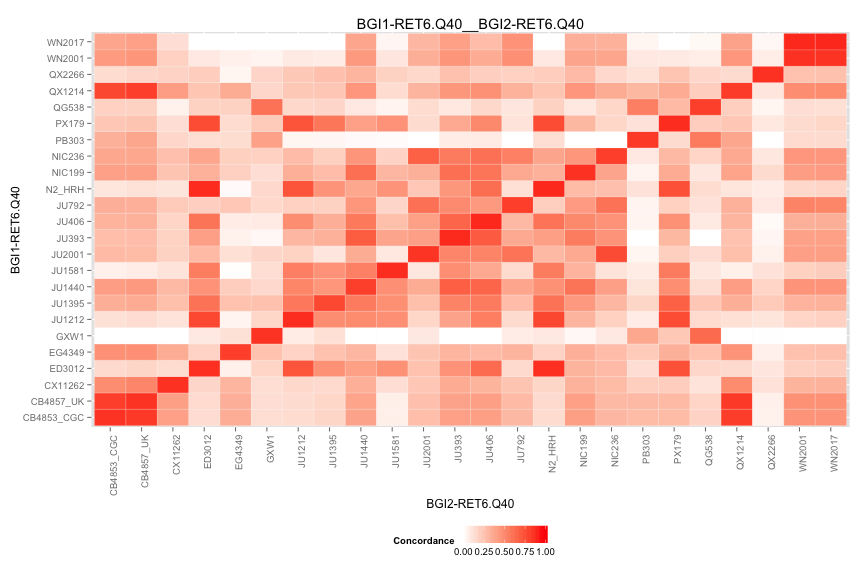 BGI1-RET6.Q40__BGI2-RET6.Q40
BGI1-RET6.Q40
WN2017
WN2001
QX2266
QX1214
QG538
PX179
PB303
NIC236
NIC199
N2_HRH
JU792
JU406
JU393
JU2001
JU1581
JU1440
JU1395
JU1212
GXW1
EG4349
ED3012
CX11262
CB4857_UK
CB4853_CGC
CB4853_CGC
CB4857_UK
CX11262
ED3012
EG4349
GXW1
JU1212
JU1395
JU1440
JU1581
JU2001
JU393
JU406
JU792
N2_HRH
NIC199
NIC236
PB303
PX179
QG538
QX1214
QX2266
WN2001
WN2017
BGI2-RET6.Q40
Concordance
0.00 0.25 0.50 0.75 1.00